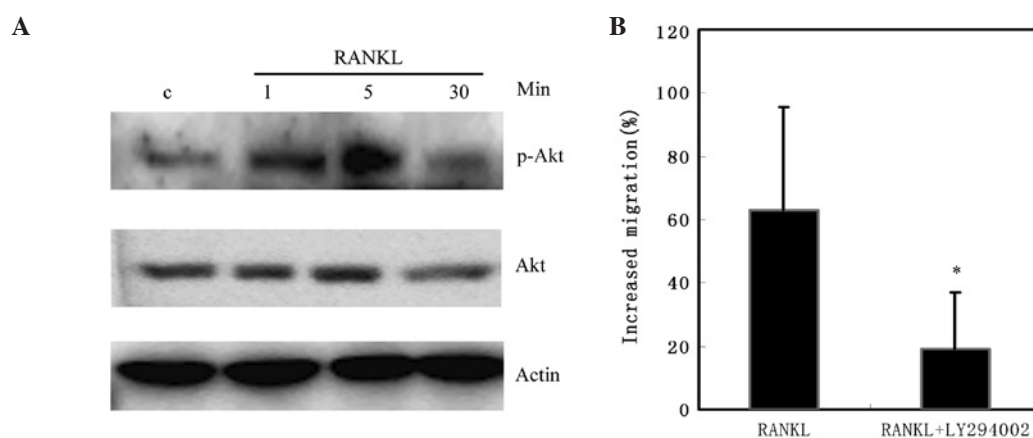 A
RANKL
c 1 5 30 Min
p-Akt
Akt
Actin
B
Increased migration(%)
120
100
80
60
40
20
0
*
RANKL RANKL+LY294002